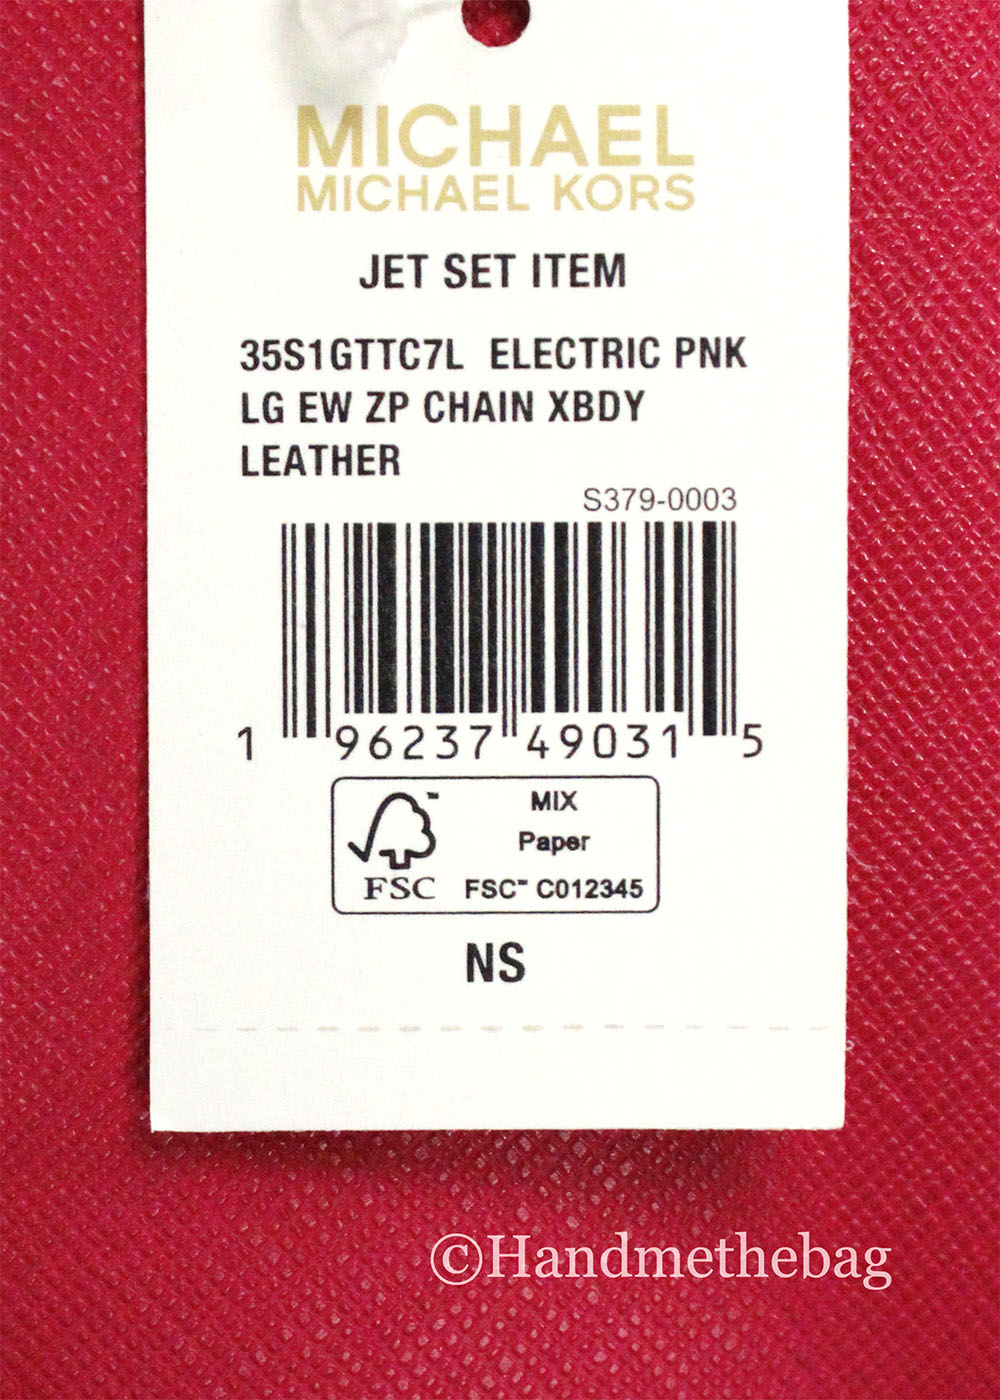 MICHAEL
MICHAEL KORS
JET SET ITEM
35S1GTTC7L ELECTRIC PNK
LG EW ZP CHAIN XBDY
LEATHER
S379-0003
1 96237 49031 5
MIX
Paper
FSC™ C012345
FSC
NS
©Handmethebag